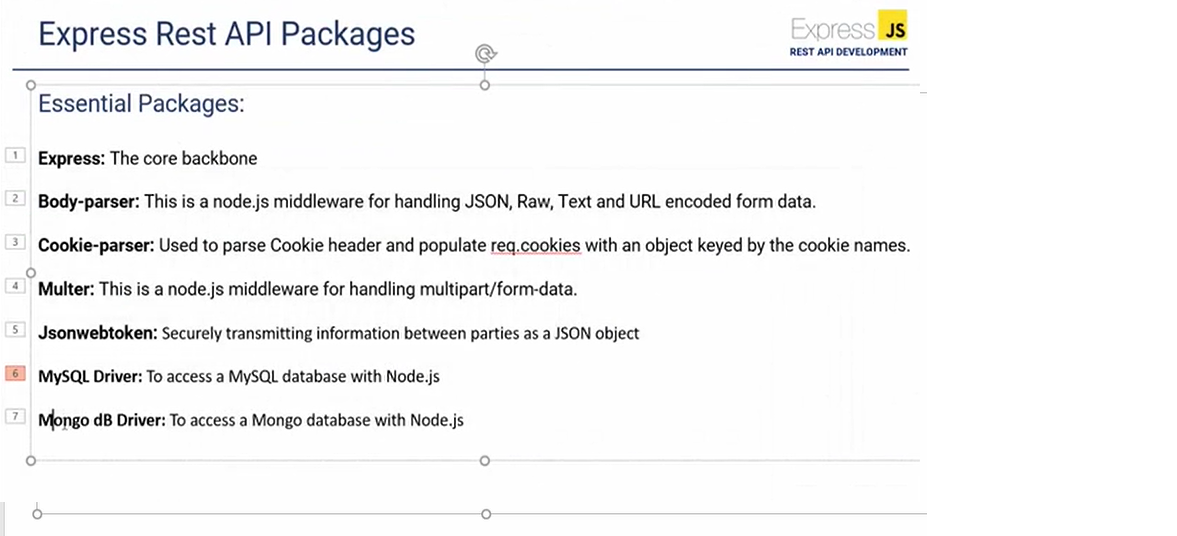 Express Rest API Packages
Express JS
REST API DEVELOPMENT
Essential Packages:
1 Express: The core backbone
2 Body-parser: This is a node.js middleware for handling JSON, Raw, Text and URL encoded form data.
3 Cookie-parser: Used to parse Cookie header and populate req.cookies with an object keyed by the cookie names.
4 Multer: This is a node.js middleware for handling multipart/form-data.
5 Jsonwebtoken: Securely transmitting information between parties as a JSON object
6 MySQL Driver: To access a MySQL database with Node.js
7 Mongo dB Driver: To access a Mongo database with Node.js